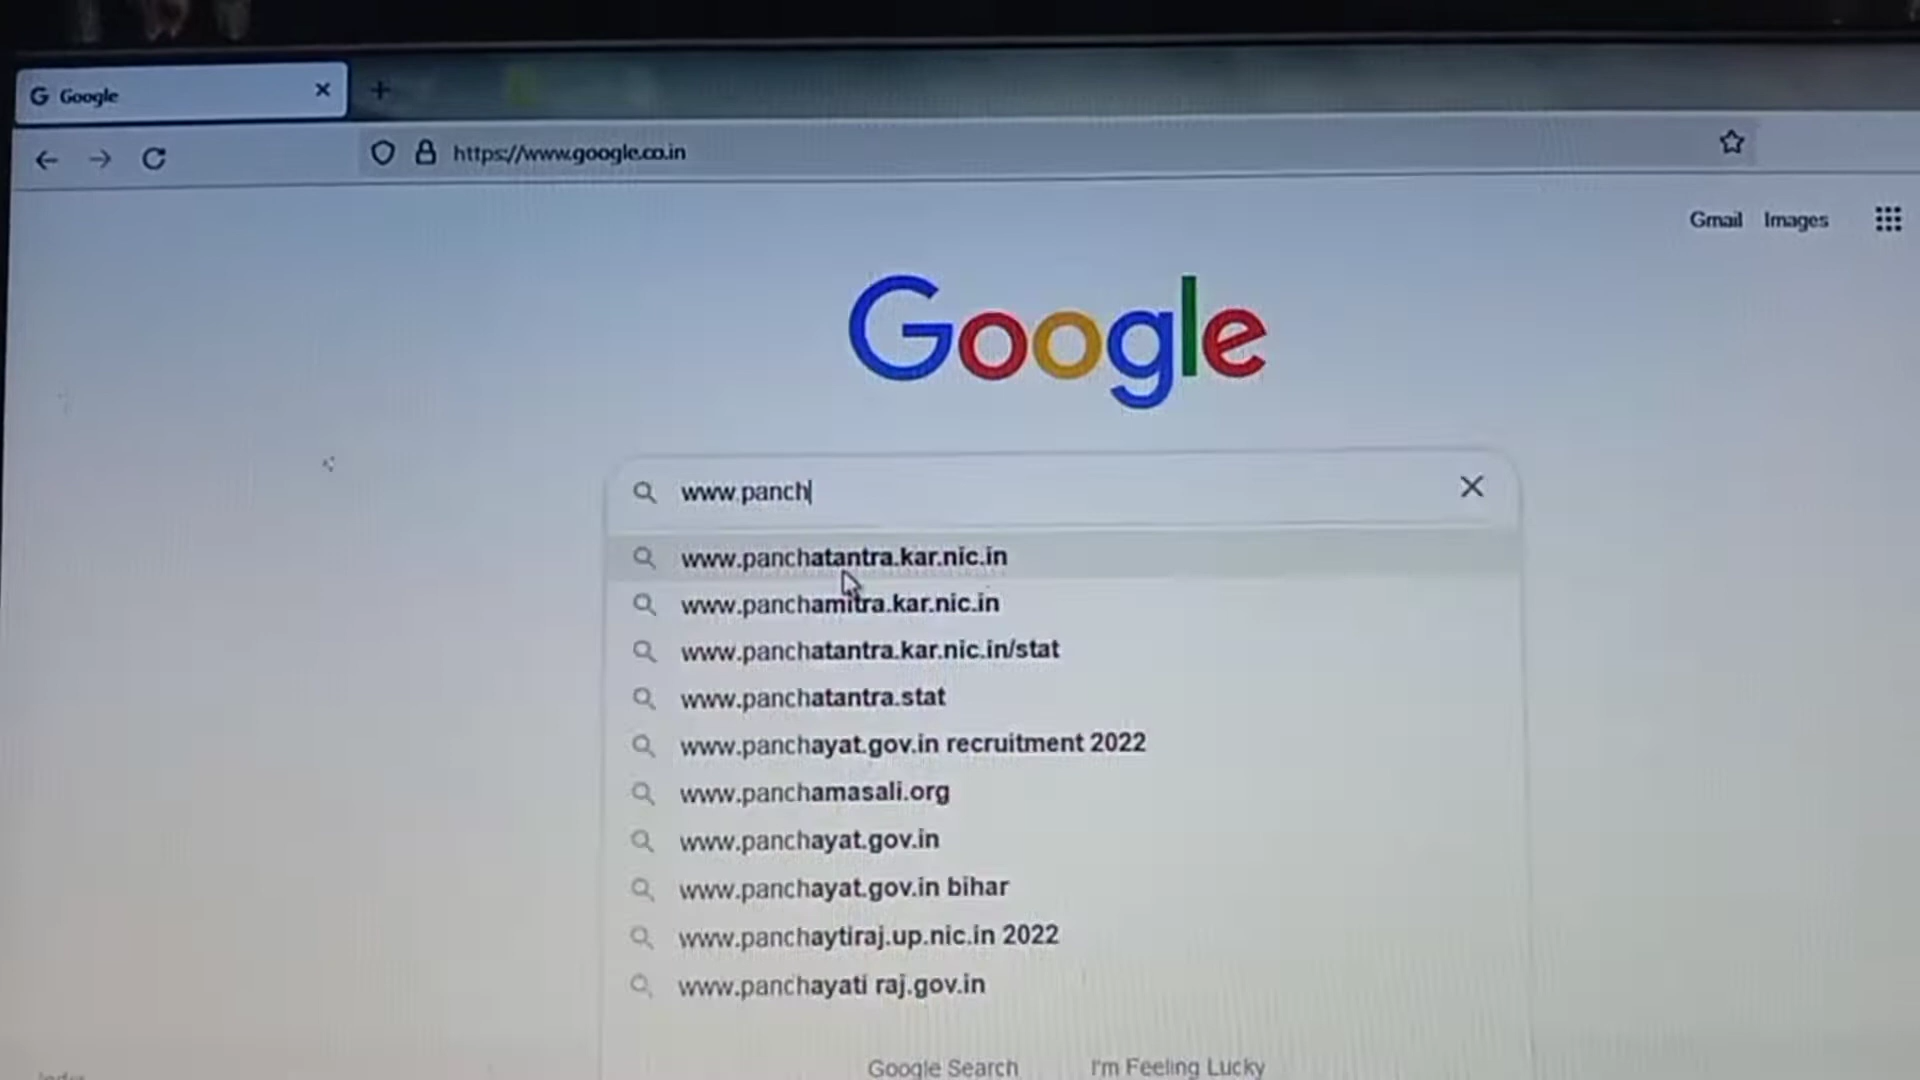 Google
https://www.google.co.in
Gmail Images
Google
www.panch
www.panchatantra.kar.nic.in
www.panchamitra.kar.nic.in
www.panchatantra.kar.nic.in/stat
www.panchatantra.stat
www.panchayat.gov.in recruitment 2022
www.panchamasali.org
www.panchayat.gov.in
www.panchayat.gov.in bihar
www.panchaytiraj.up.nic.in 2022
www.panchayati raj.gov.in
Google Search I'm Feeling Lucky